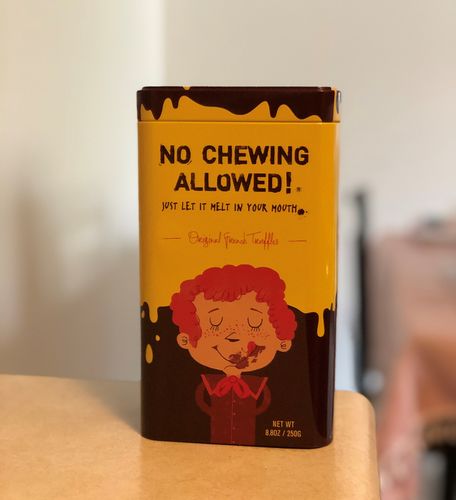 NO CHEWING
ALLOWED!
JUST LET IT MELT IN YOUR MOUTH
Original French Truffles
NET WT
8.8OZ / 250G